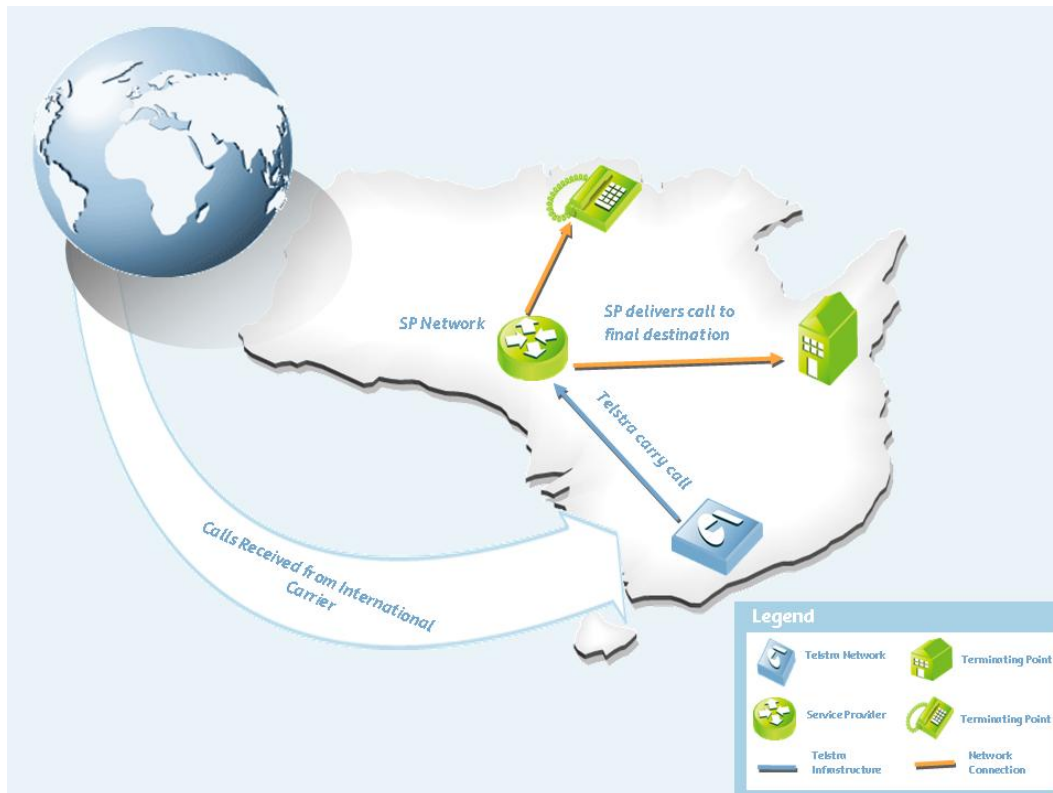 SP Network
SP delivers call to
final destination
Telstra carry call
Calls Received from International
Carrier
Legend
Telstra Network
Terminating Point
Service Provider
Terminating Point
Telstra
Infrastructure
Network
Connection